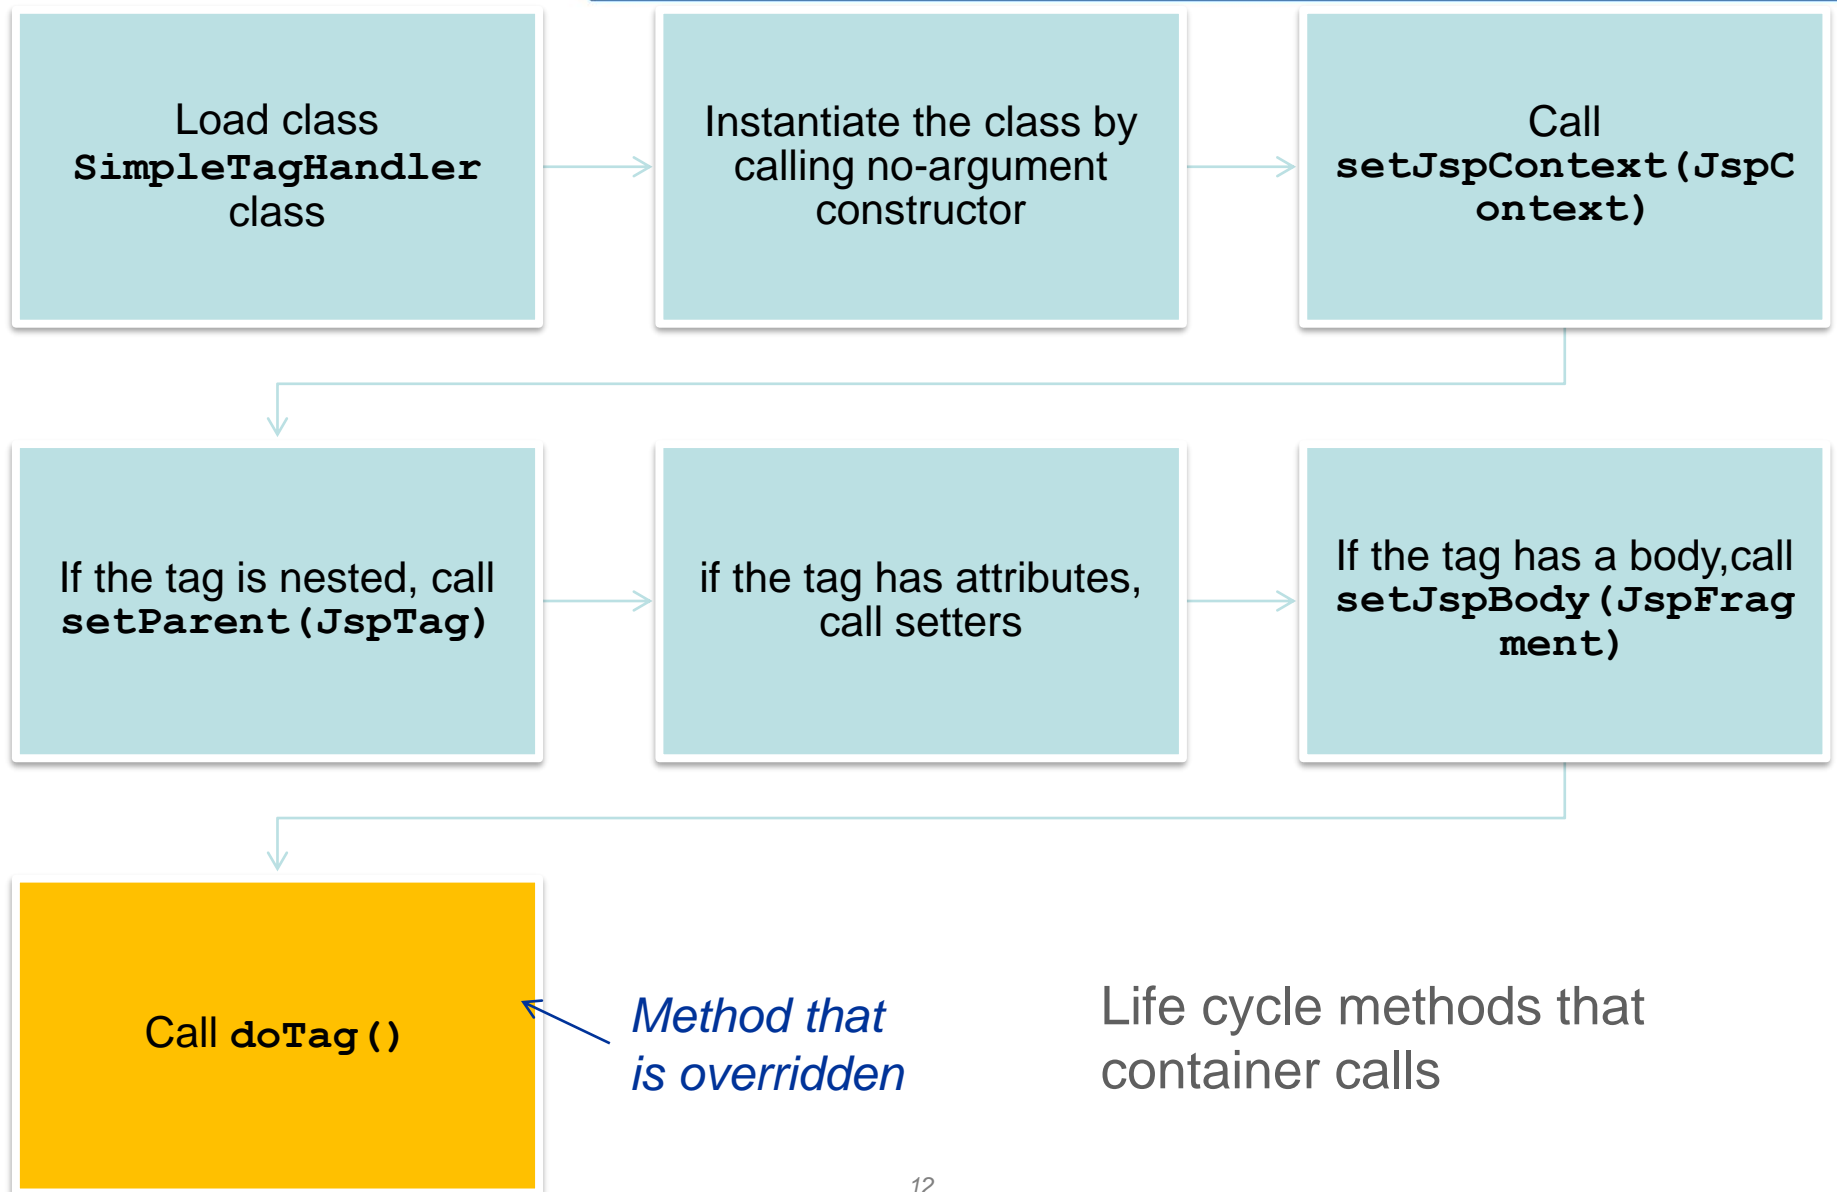 Load class
SimpleTagHandler
class
Instantiate the class by
calling no-argument
constructor
Call
setJspContext(JspC
ontext)
If the tag is nested, call
setParent(JspTag)
if the tag has attributes,
call setters
If the tag has a body,call
setJspBody(JspFrag
ment)
Call doTag()
Method that
is overridden
Life cycle methods that
container calls
12